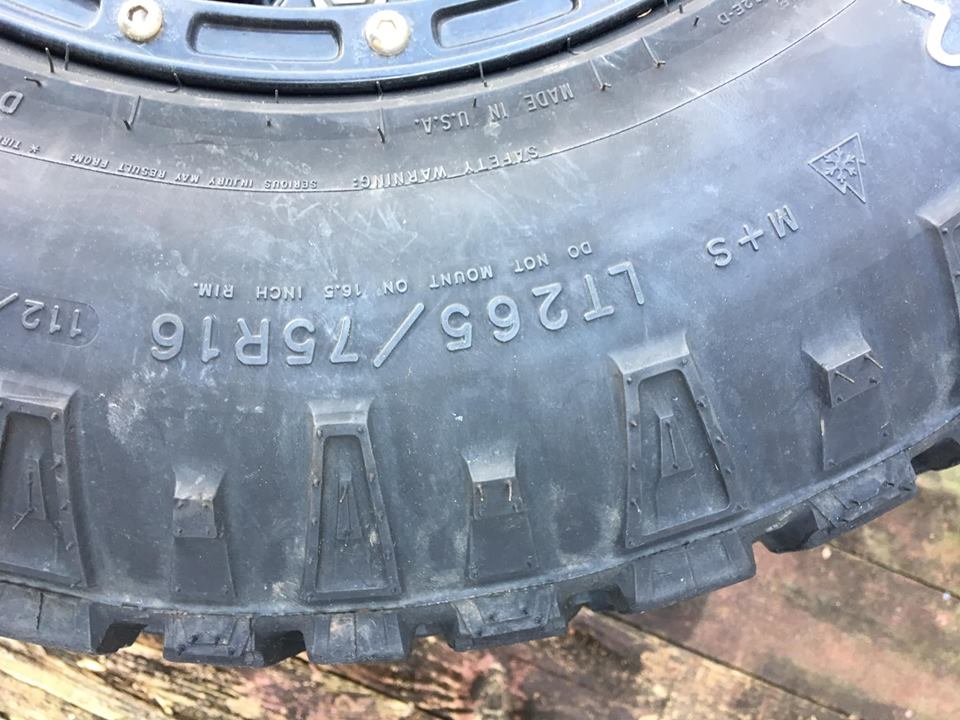 M+S LT265/75R16 112/
DO NOT MOUNT ON 16.5 INCH RIM.
SAFETY WARNING: SERIOUS INJURY MAY RESULT FROM:
MADE IN U.S.A.